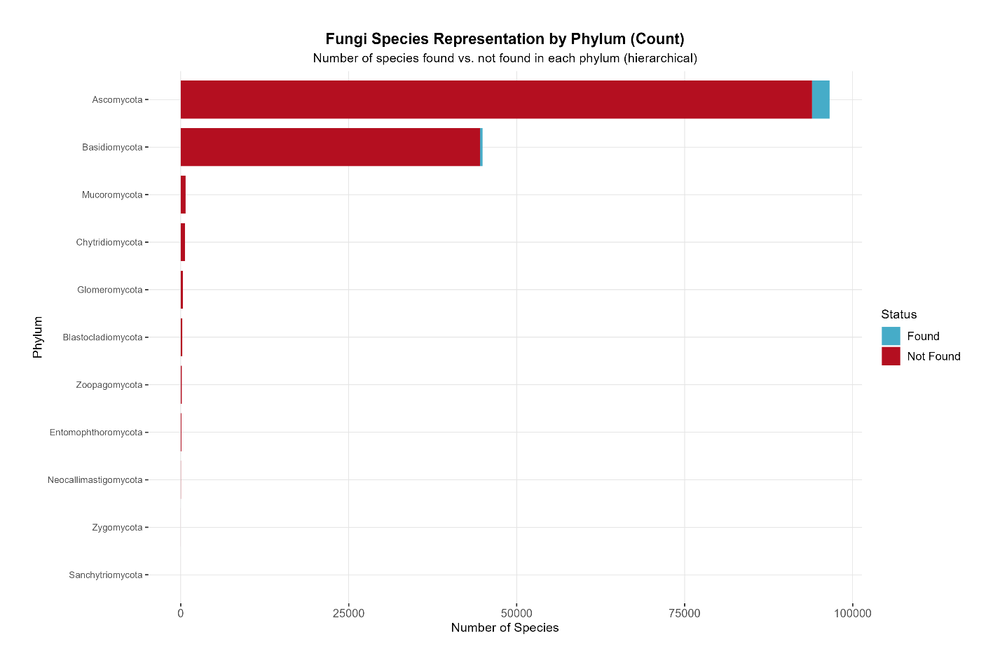 Fungi Species Representation by Phylum (Count)
Number of species found vs. not found in each phylum (hierarchical)
Phylum
Ascomycota
Basidiomycota
Mucoromycota
Chytridiomycota
Glomeromycota
Blastocladiomycota
Zoopagomycota
Entomophthoromycota
Neocallimastigomycota
Zygomycota
Sanchytriomycota
0 25000 50000 75000 100000
Number of Species
Status
Found
Not Found